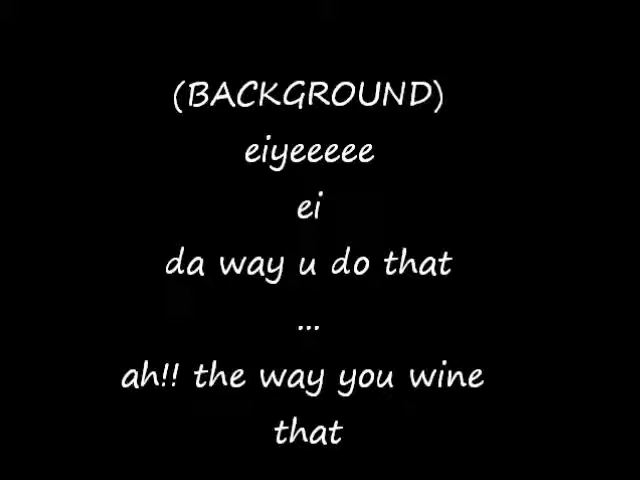 (BACKGROUND)
eiyeeeee
ei
da way u do that
...
ah!! the way you wine
that